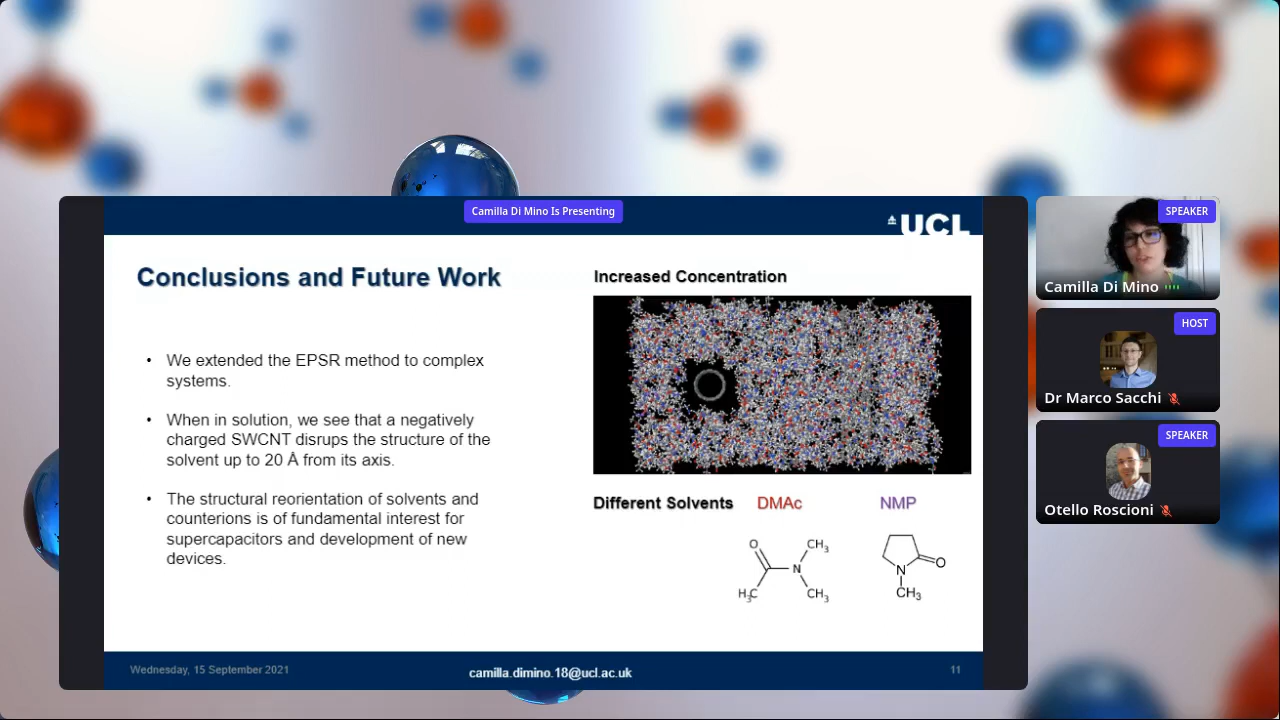 Camilla Di Mino Is Presenting
UCL
Conclusions and Future Work
• We extended the EPSR method to complex
systems.
• When in solution, we see that a negatively
charged SWCNT disrupts the structure of the
solvent up to 20 Å from its axis.
• The structural reorientation of solvents and
counterions is of fundamental interest for
supercapacitors and development of new
devices.
Increased Concentration
Different Solvents DMAc NMP
O CH₃
N
H₃C CH₃
O
N
CH₃
Wednesday, 15 September 2021
camilla.dimino.18@ucl.ac.uk
11
SPEAKER
Camilla Di Mino
HOST
Dr Marco Sacchi
SPEAKER
Otello Roscioni